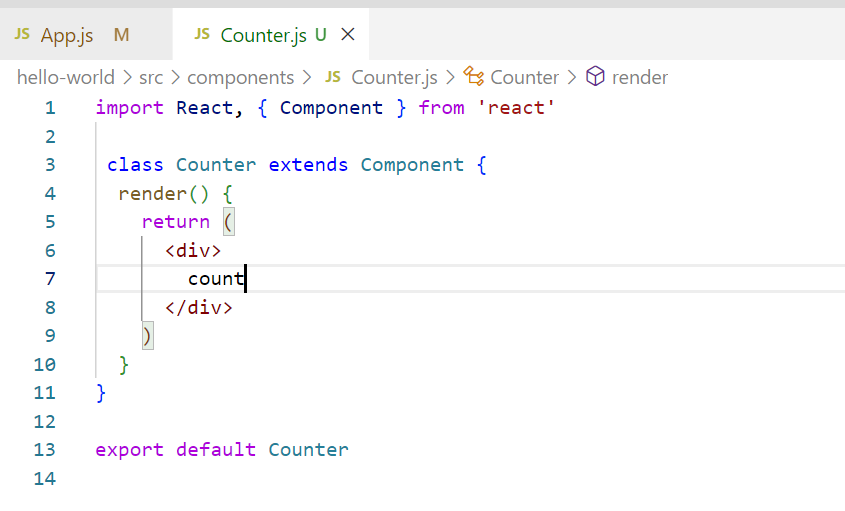 JS App.js M JS Counter.js U
hello-world > src > components > JS Counter.js > Counter > render
1 import React, { Component } from 'react'
2
3 class Counter extends Component {
4 render() {
5 return (
6 <div>
7 count
8 </div>
9 )
10 }
11 }
12
13 export default Counter
14